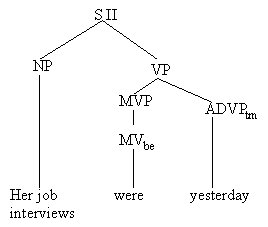 S II
NP VP
MVP ADVPtm
MVbe
Her job were yesterday
interviews